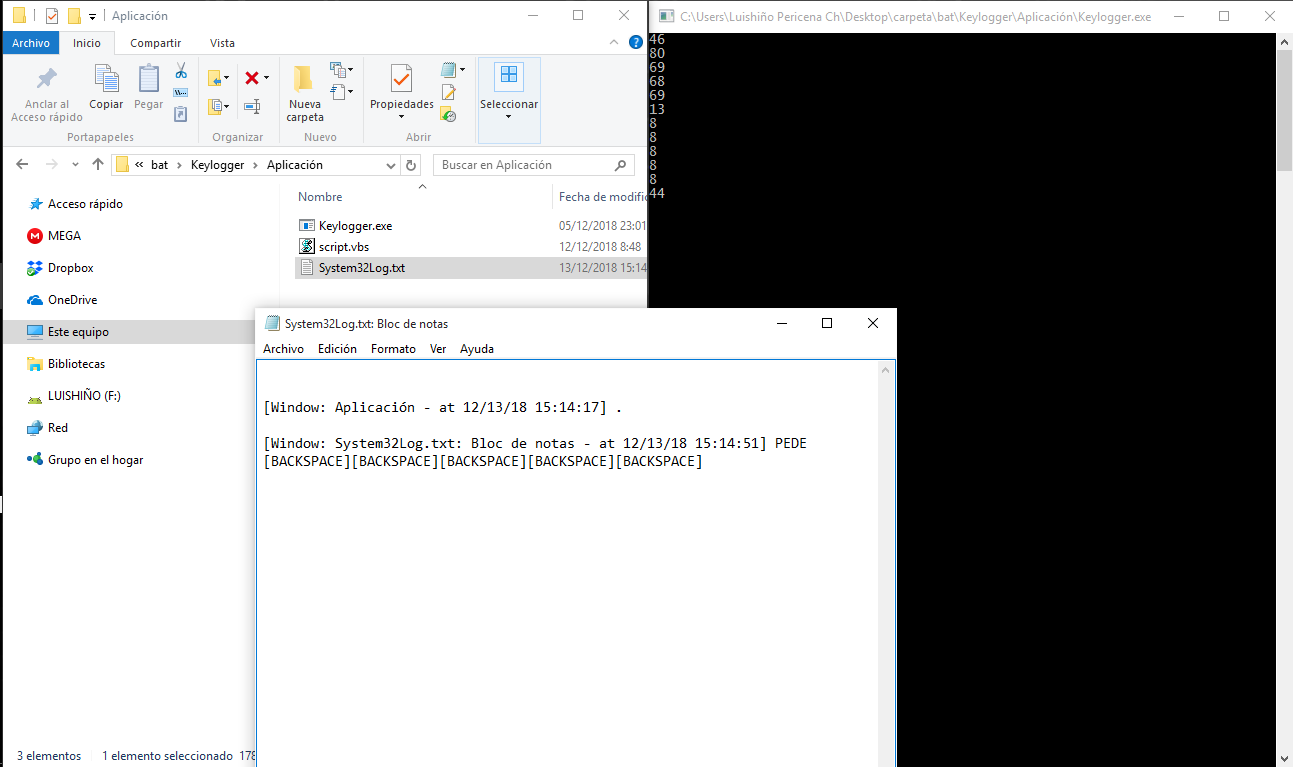 Aplicación
Archivo Inicio Compartir Vista
Anclar al
Acceso rápido
Copiar
Pegar
Nueva
carpeta
Propiedades
Seleccionar
Portapapeles Organizar Nuevo Abrir
« bat › Keylogger › Aplicación
Buscar en Aplicación
Acceso rápido
MEGA
Dropbox
OneDrive
Este equipo
Bibliotecas
LUISHIÑO (F:)
Red
Grupo en el hogar
Nombre Fecha de modific
Keylogger.exe 05/12/2018 23:01
script.vbs 12/12/2018 8:48
System32Log.txt 13/12/2018 15:14
3 elementos 1 elemento seleccionado 178
C:\Users\Luishiño Pericena Ch\Desktop\carpeta\bat\Keylogger\Aplicación\Keylogger.exe
46
80
69
68
69
13
8
8
8
8
8
44
System32Log.txt: Bloc de notas
Archivo Edición Formato Ver Ayuda
[Window: Aplicación - at 12/13/18 15:14:17] .
[Window: System32Log.txt: Bloc de notas - at 12/13/18 15:14:51] PEDE
[BACKSPACE][BACKSPACE][BACKSPACE][BACKSPACE][BACKSPACE]